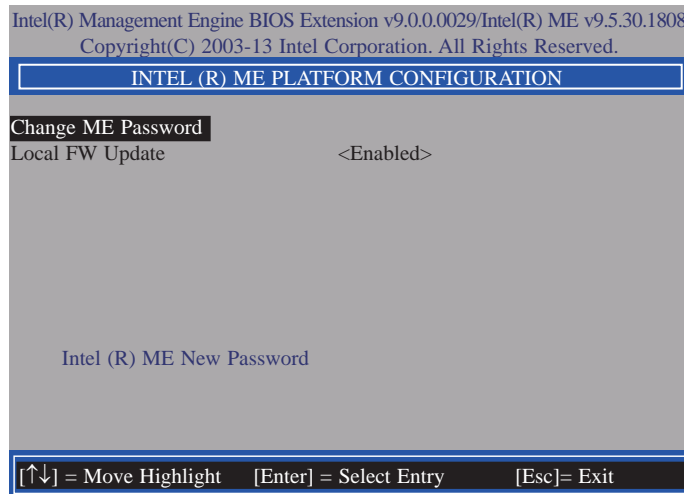 Intel(R) Management Engine BIOS Extension v9.0.0.0029/Intel(R) ME v9.5.30.1808
Copyright(C) 2003-13 Intel Corporation. All Rights Reserved.
INTEL (R) ME PLATFORM CONFIGURATION
Change ME Password
Local FW Update <Enabled>
Intel (R) ME New Password
[↑↓] = Move Highlight [Enter] = Select Entry [Esc]= Exit